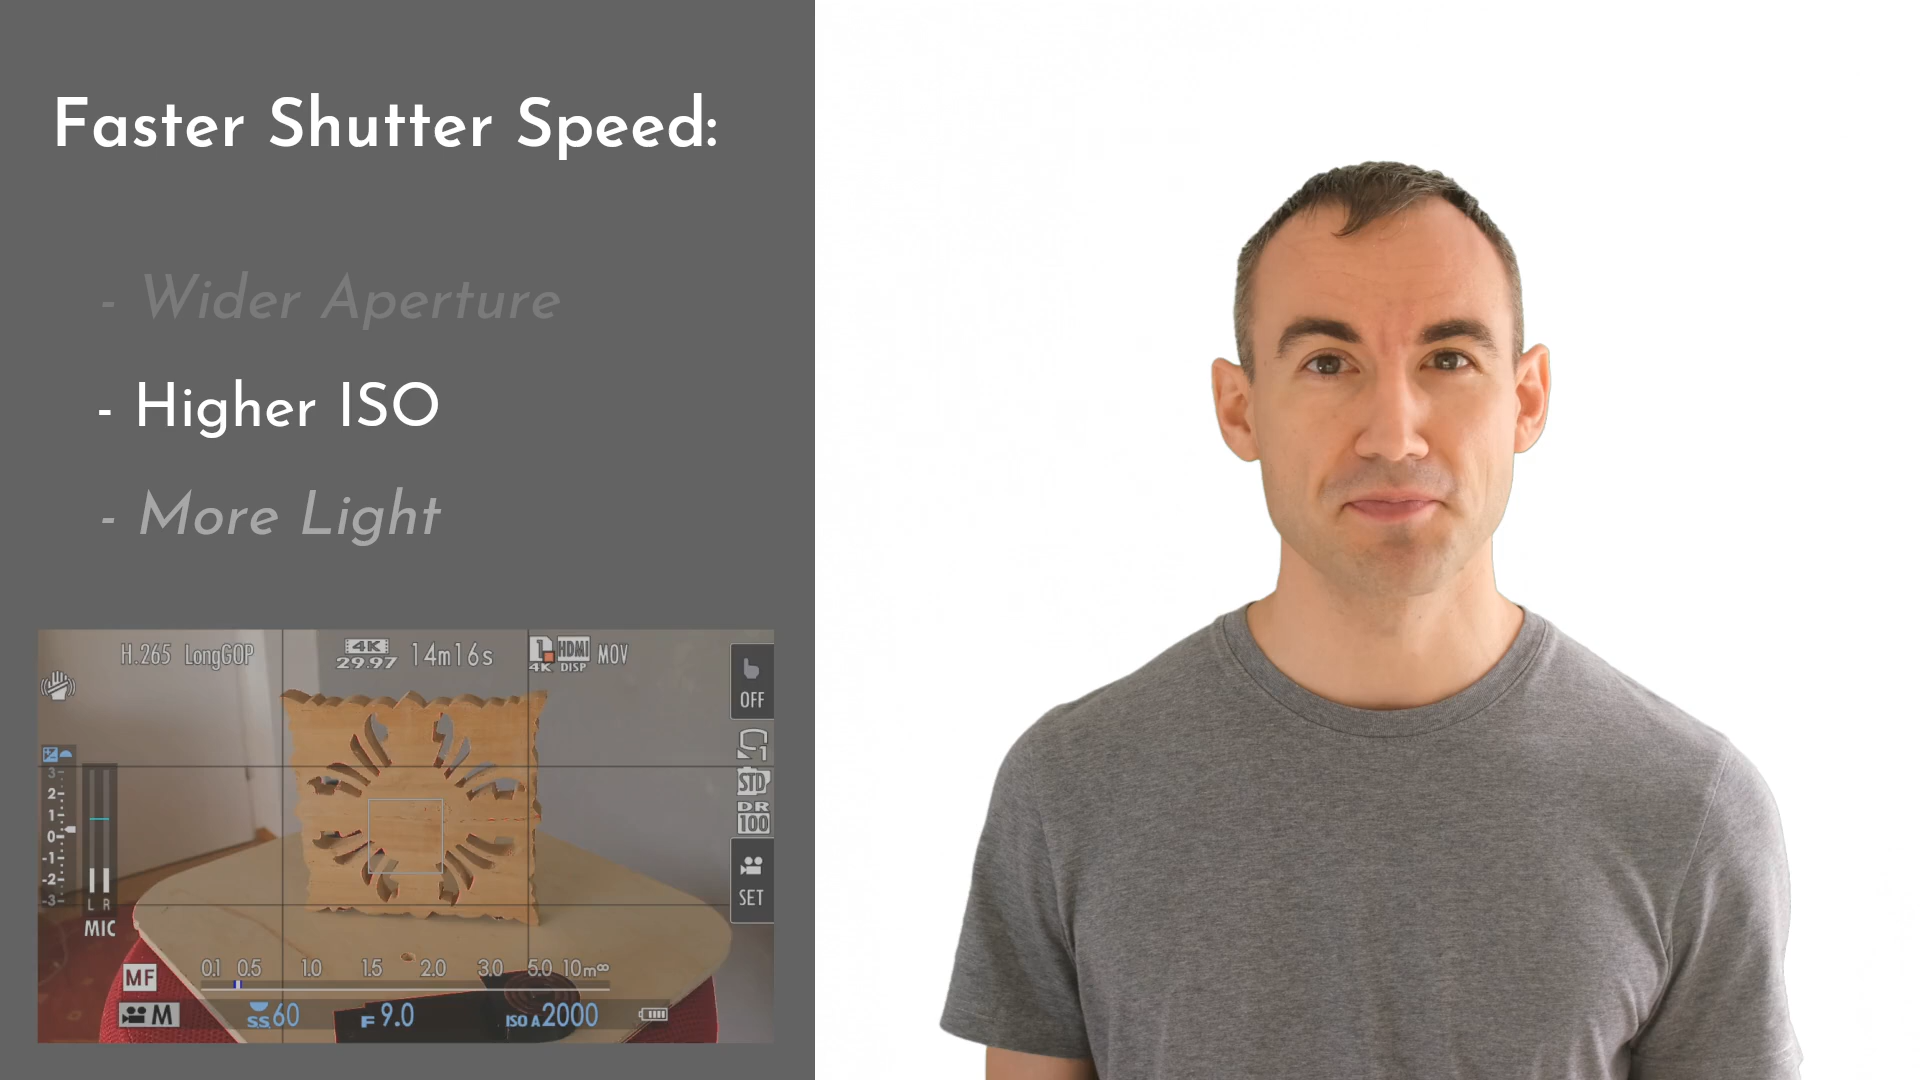 Faster Shutter Speed:
- Wider Aperture
- Higher ISO
- More Light
H.265 LongGOP
4K
29.97
14m16s
1
HDMI
4K DISP
MOV
OFF
1
STD
DR
100
SET
3
2
1
0
-1
-2
-3
L R
MIC
MF
0.1 0.5 1.0 1.5 2.0 3.0 5.0 10m∞
M
S.S. 60
F 9.0
ISO A 2000